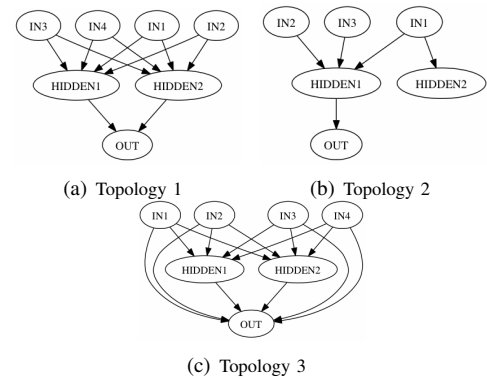 IN3 IN4 IN1 IN2
HIDDEN1 HIDDEN2
OUT
(a) Topology 1
IN2 IN3 IN1
HIDDEN1 HIDDEN2
OUT
(b) Topology 2
IN1 IN2 IN3 IN4
HIDDEN1 HIDDEN2
OUT
(c) Topology 3